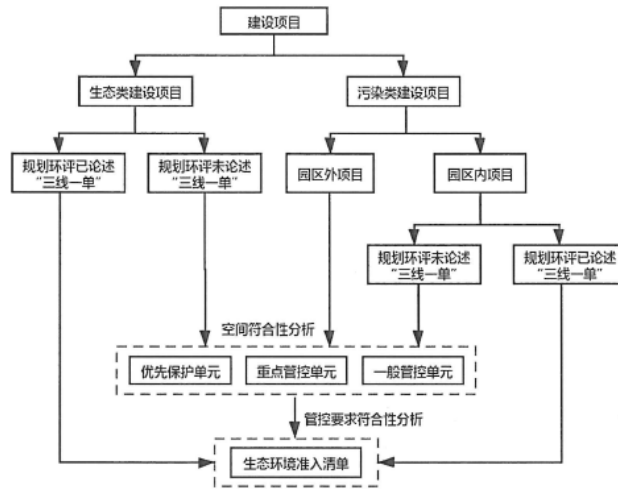 建设项目
生态类建设项目
污染类建设项目
规划环评已论述
“三线一单”
规划环评未论述
“三线一单”
园区外项目
园区内项目
规划环评未论述
“三线一单”
规划环评已论述
“三线一单”
空间符合性分析
优先保护单元
重点管控单元
一般管控单元
管控要求符合性分析
生态环境准入清单